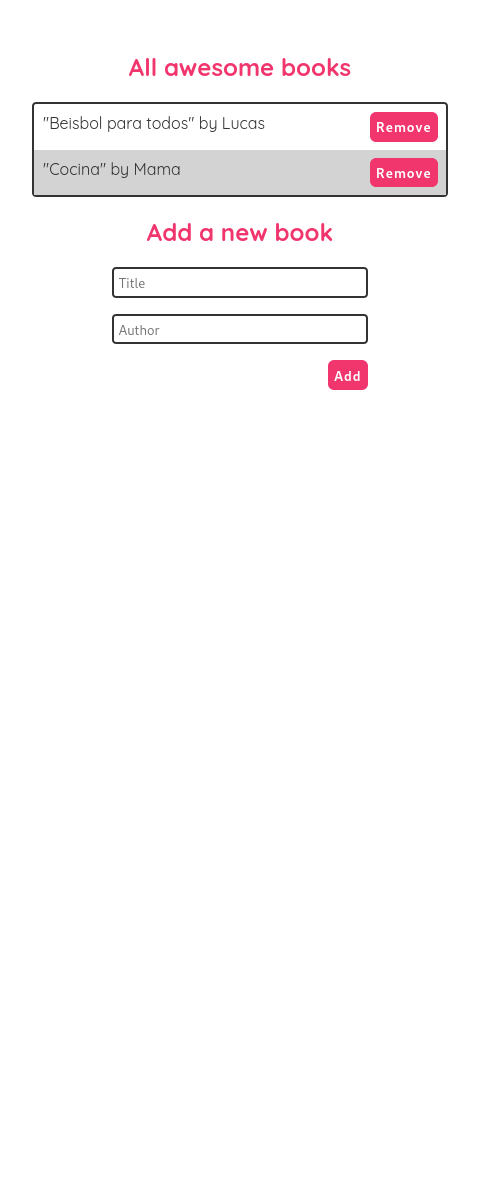 All awesome books
"Beisbol para todos" by Lucas
Remove
"Cocina" by Mama
Remove
Add a new book
Title
Author
Add